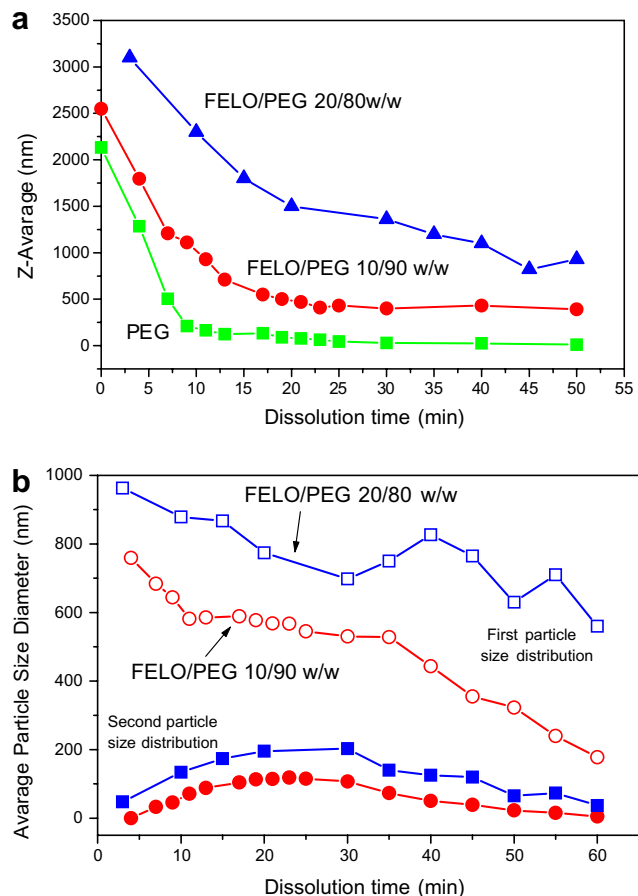 a
3500
3000
2500
2000
1500
1000
500
0
Z-Avarage (nm)
FELO/PEG 20/80w/w
FELO/PEG 10/90 w/w
PEG
0 5 10 15 20 25 30 35 40 45 50 55
Dissolution time (min)
b
1000
800
600
400
200
0
Avarage Particle Size Diameter (nm)
FELO/PEG 20/80 w/w
First particle
size distribution
FELO/PEG 10/90 w/w
Second particle
size distribution
0 10 20 30 40 50 60
Dissolution time (min)